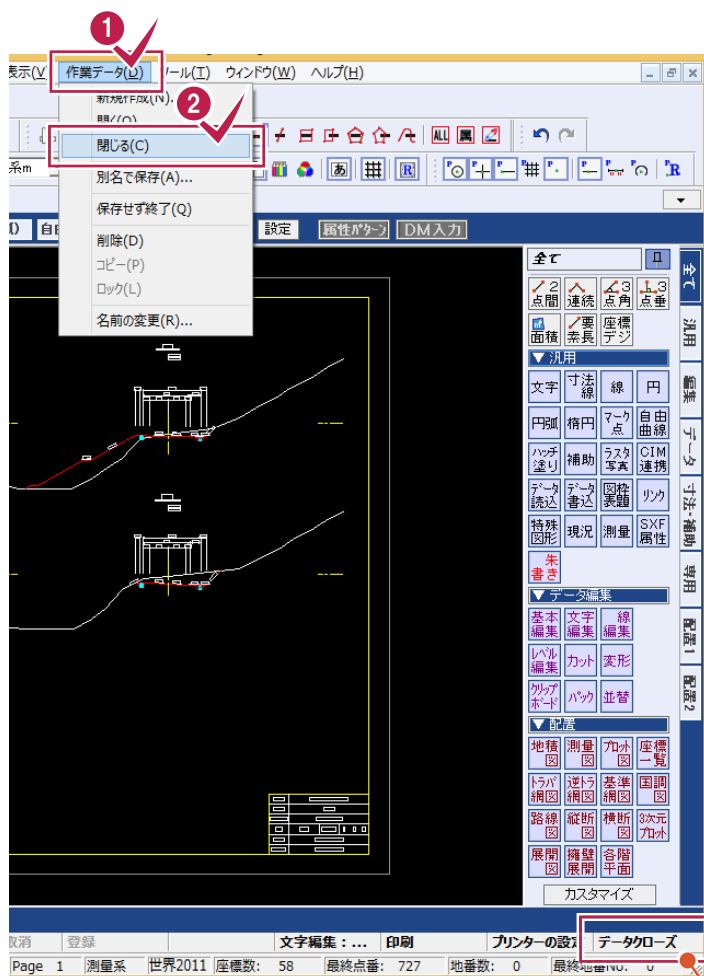 1
表示(V) 作業データ(D) ツール(T) ウィンドウ(W) ヘルプ(H)
新規作成(N)...
2
開く(O)...
閉じる(C)
別名で保存(A)...
保存せず終了(Q)
削除(D)
コピー(P)
ロック(L)
名前の変更(R)...
ALL 属
系m
あ R
設定 属性パターン DM入力
全て
2点間 連続 3点角 3点垂
面積 要素長 座標デジ
▼ 汎用
文字 寸法線 線 円
円弧 楕円 マーク点 自由曲線
ハッチ塗り 補助 ラスタ写真 CIM連携
データ読込 データ書込 図枠表題 リンク
特殊図形 現況 測量 SXF属性
朱書き
▼ データ編集
基本編集 文字編集 線編集
レベル編集 カット 変形
クリップボード パック 並替
▼ 配置
地積図 測量図 プロット図 座標一覧
トラバ網図 逆トラ網図 基準網図 国調図
路線図 縦断図 横断図 3次元プロット
展開図 擁壁展開 各階平面
カスタマイズ
全て
汎用
編集
データ
寸法・補助
専用
配置1
配置2
取消 登録 文字編集：... 印刷 プリンターの設定 データクローズ
Page 1 測量系 世界2011 座標数: 58 最終点番: 727 地番数: 0 最終地番No: 0